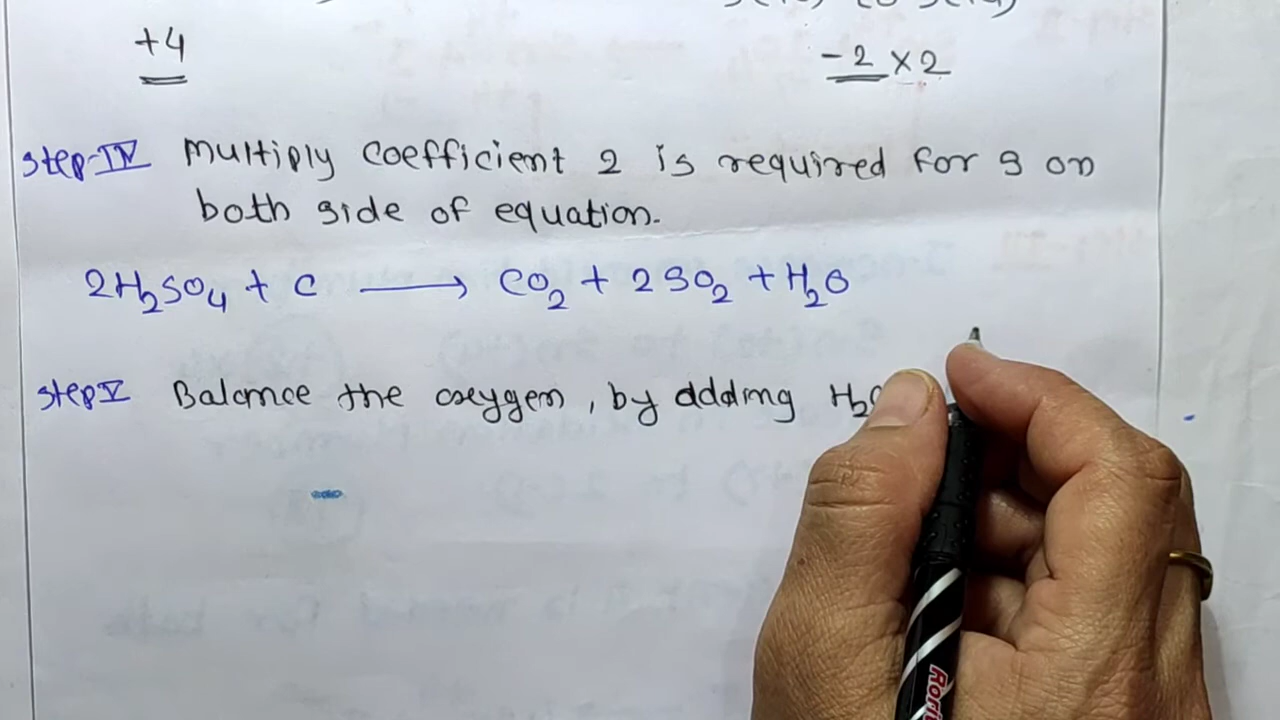 +4
-2 × 2
Step-IV Multiply coefficient 2 is required for S on
both side of equation.
2H₂SO₄ + C ⟶ CO₂ + 2SO₂ + H₂O
Step V Balance the oxygen, by adding H₂O